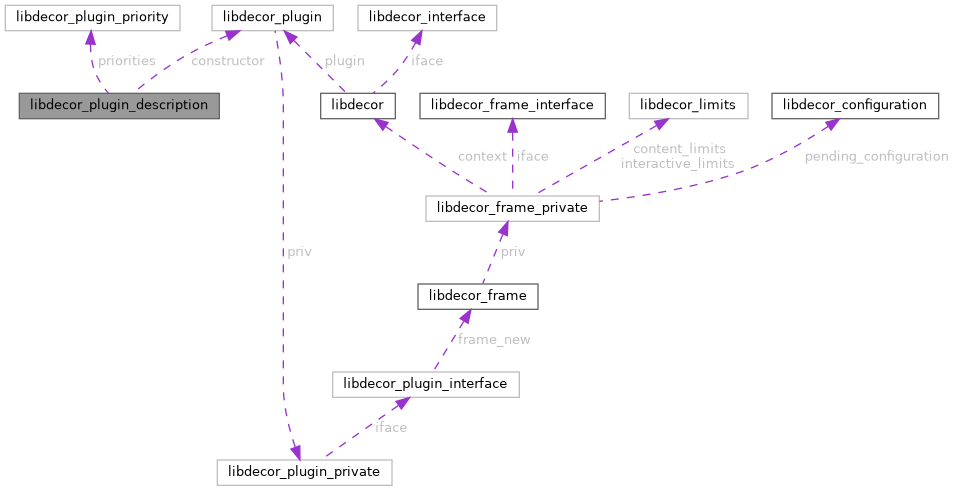 libdecor_plugin_priority
libdecor_plugin
libdecor_interface
priorities
constructor
plugin
iface
libdecor_plugin_description
libdecor
libdecor_frame_interface
libdecor_limits
libdecor_configuration
context
iface
content_limits
interactive_limits
pending_configuration
libdecor_frame_private
priv
priv
libdecor_frame
frame_new
libdecor_plugin_interface
iface
libdecor_plugin_private